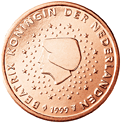 BEATRIX KONINGIN DER NEDERLANDEN
1999